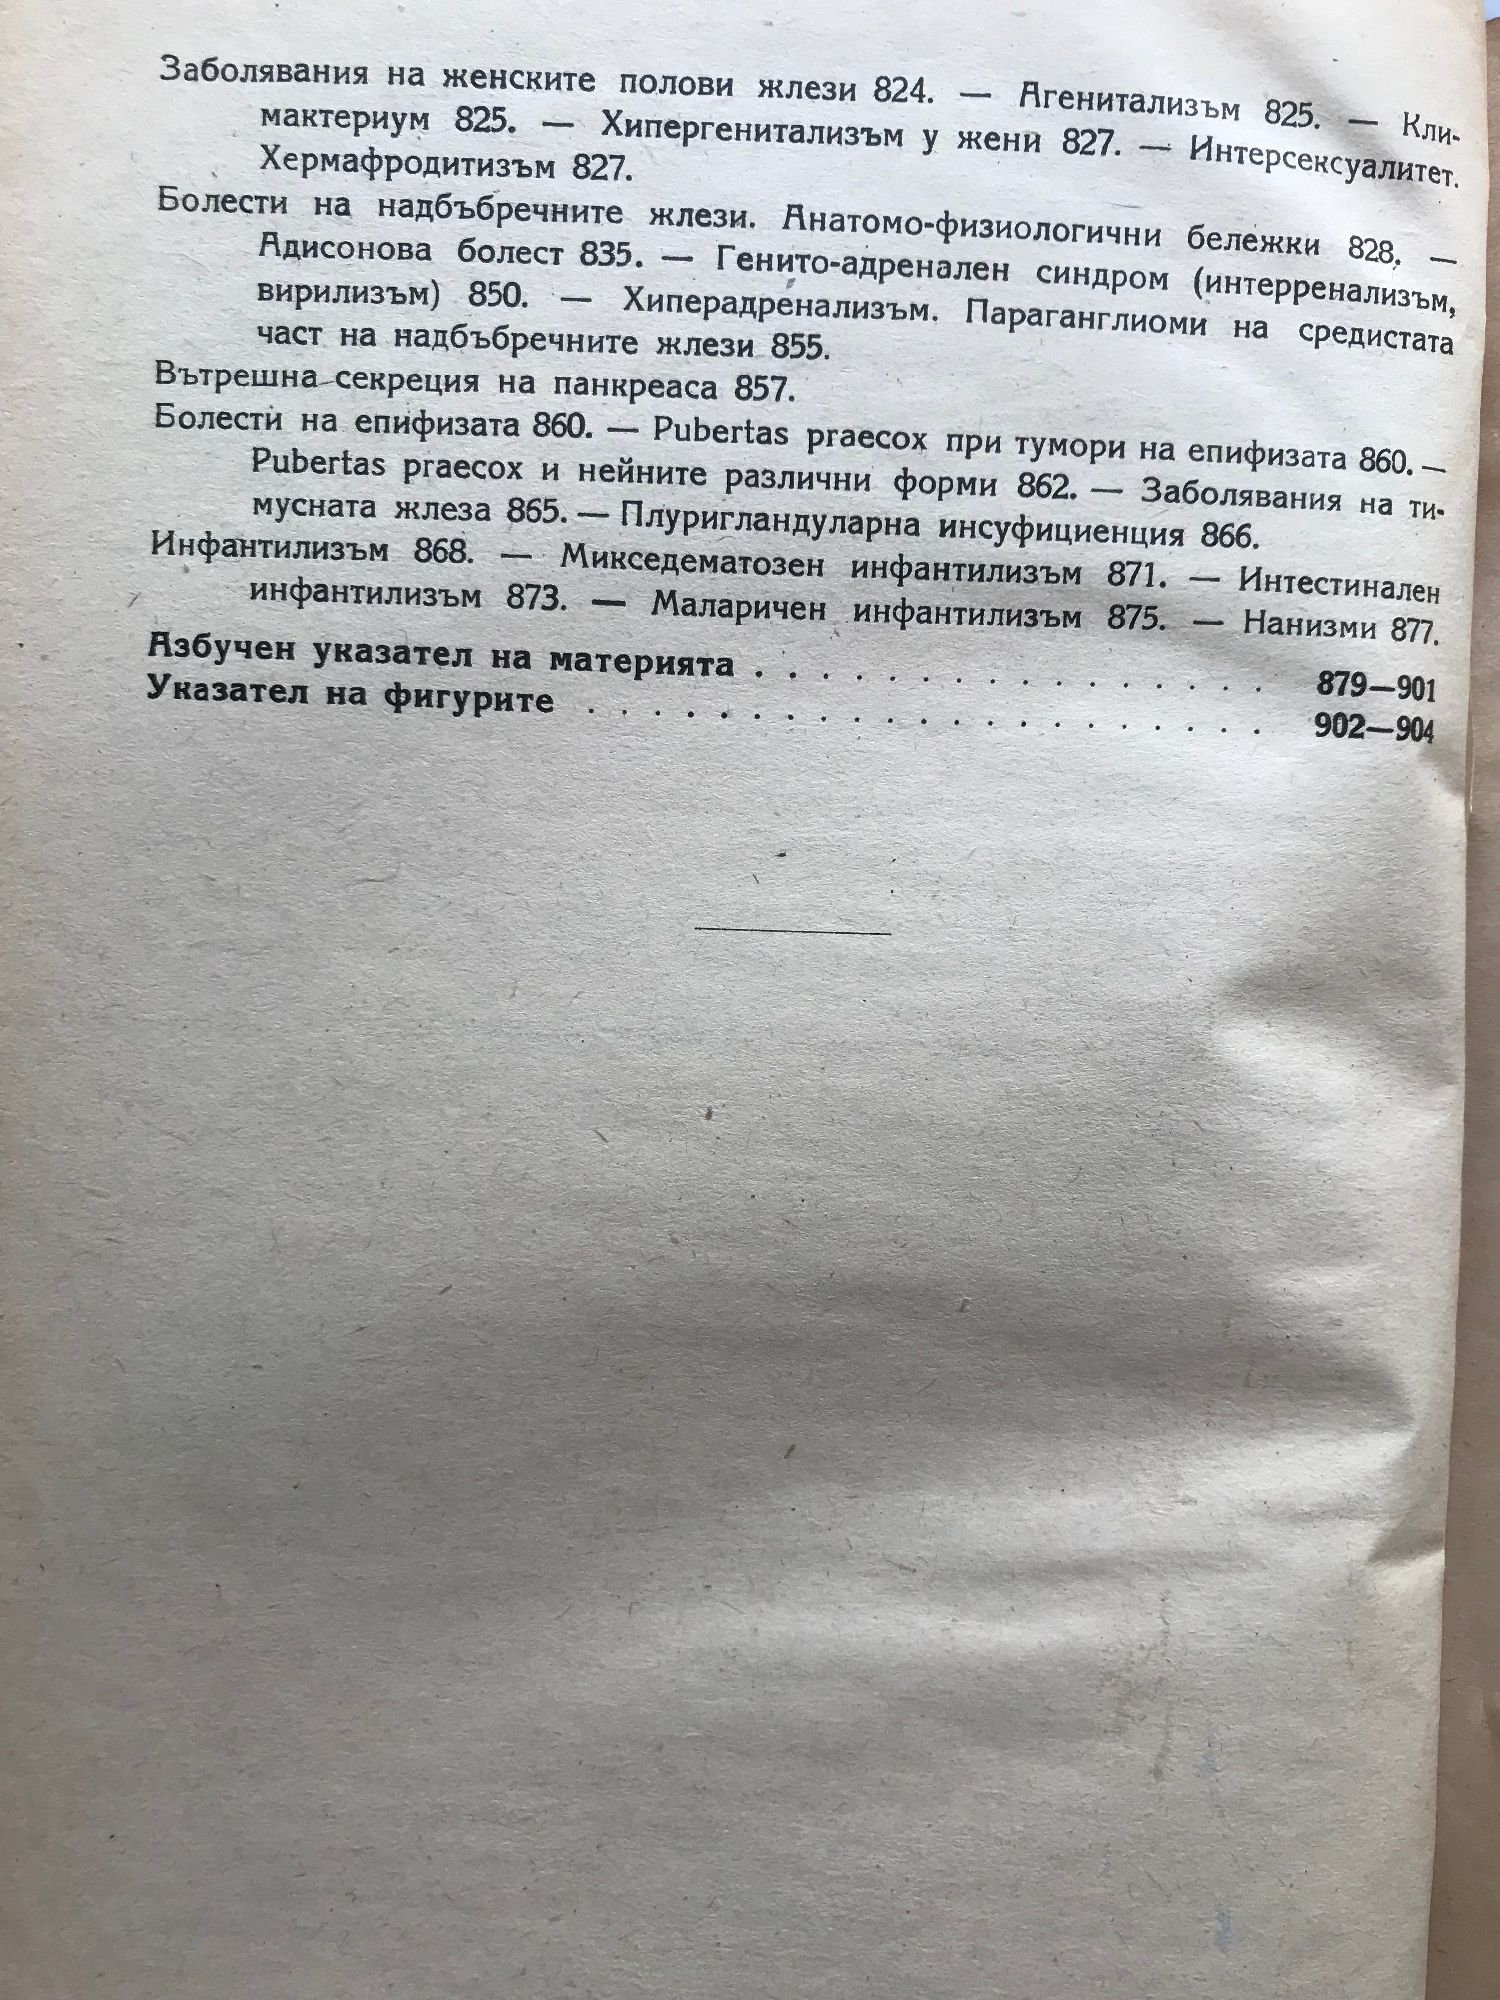 Заболявания на женските полови жлези 824. — Агенитализъм 825. — Кли-
мактериум 825. — Хипергенитализъм у жени 827. — Интерсексуалитет.
Хермафродитизъм 827.
Болести на надбъбречните жлези. Анатомо-физиологични бележки 828. —
Адисонова болест 835. — Генито-адренален синдром (интерренализъм,
вирилизъм) 850. — Хиперадренализъм. Параганглиоми на средистата
част на надбъбречните жлези 855.
Вътрешна секреция на панкреаса 857.
Болести на епифизата 860. — Pubertas praecox при тумори на епифизата 860. —
Pubertas praecox и нейните различни форми 862. — Заболявания на ти-
мусната жлеза 865. — Плуригландуларна инсуфициенция 866.
Инфантилизъм 868. — Микседематозен инфантилизъм 871. — Интестинален
инфантилизъм 873. — Маларичен инфантилизъм 875. — Нанизми 877.
Азбучен указател на материята . . . . . . . . . . . . . . . . 879—901
Указател на фигурите . . . . . . . . . . . . . . . . . . . . . 902—904